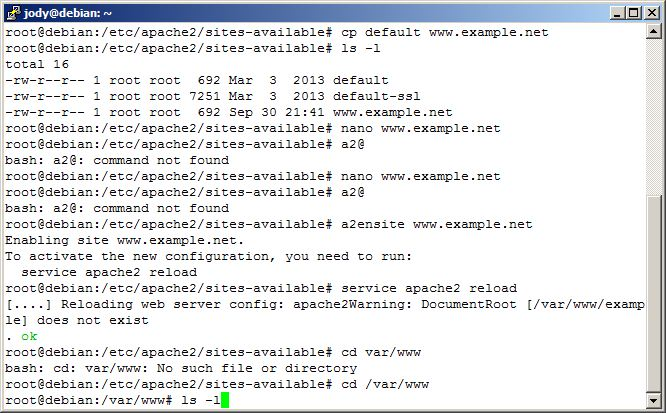 jody@debian: ~
root@debian:/etc/apache2/sites-available# cp default www.example.net
root@debian:/etc/apache2/sites-available# ls -l
total 16
-rw-r--r-- 1 root root  692 Mar  3  2013 default
-rw-r--r-- 1 root root 7251 Mar  3  2013 default-ssl
-rw-r--r-- 1 root root  692 Sep 30 21:41 www.example.net
root@debian:/etc/apache2/sites-available# nano www.example.net
root@debian:/etc/apache2/sites-available# a2@
bash: a2@: command not found
root@debian:/etc/apache2/sites-available# nano www.example.net
root@debian:/etc/apache2/sites-available# a2@
bash: a2@: command not found
root@debian:/etc/apache2/sites-available# a2ensite www.example.net
Enabling site www.example.net.
To activate the new configuration, you need to run:
  service apache2 reload
root@debian:/etc/apache2/sites-available# service apache2 reload
[....] Reloading web server config: apache2Warning: DocumentRoot [/var/www/examp
le] does not exist
. ok
root@debian:/etc/apache2/sites-available# cd var/www
bash: cd: var/www: No such file or directory
root@debian:/etc/apache2/sites-available# cd /var/www
root@debian:/var/www# ls -l